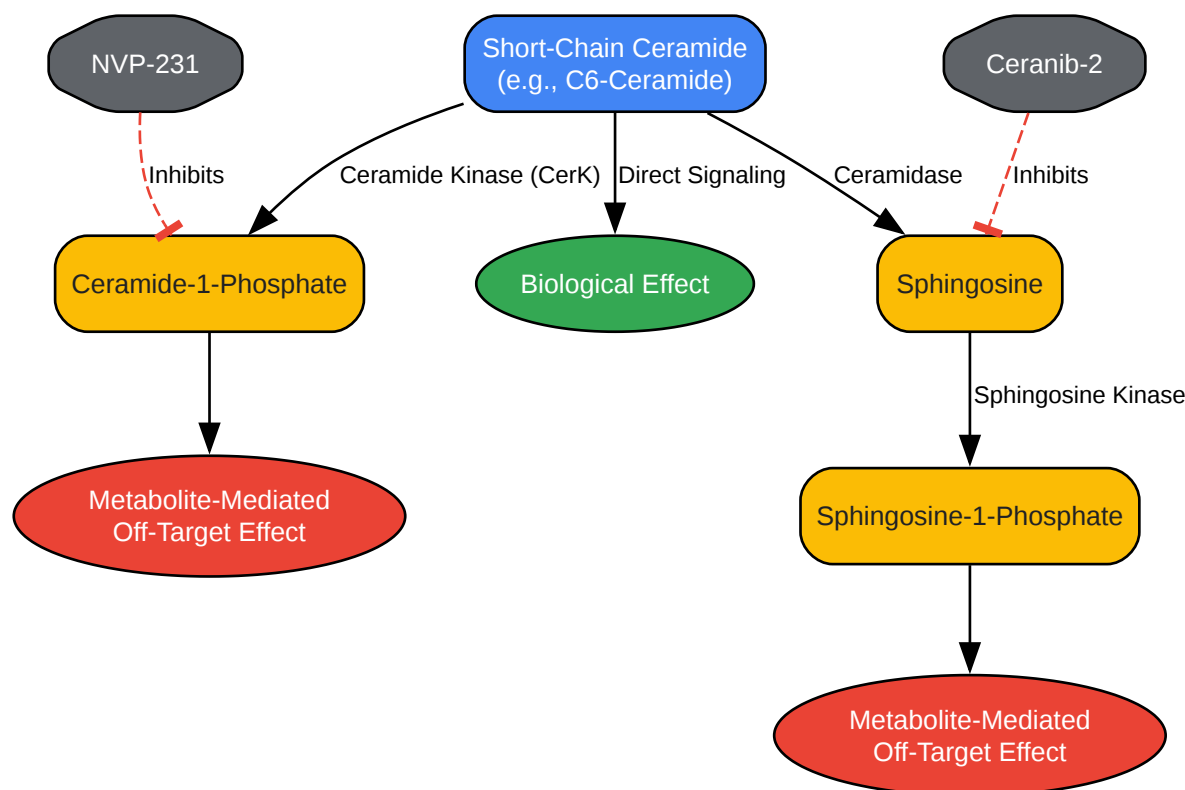 NVP-231
Short-Chain Ceramide
(e.g., C6-Ceramide)
Ceranib-2
Inhibits
Ceramide Kinase (CerK)
Direct Signaling
Ceramidase
Inhibits
Ceramide-1-Phosphate
Biological Effect
Sphingosine
Sphingosine Kinase
Metabolite-Mediated
Off-Target Effect
Sphingosine-1-Phosphate
Metabolite-Mediated
Off-Target Effect